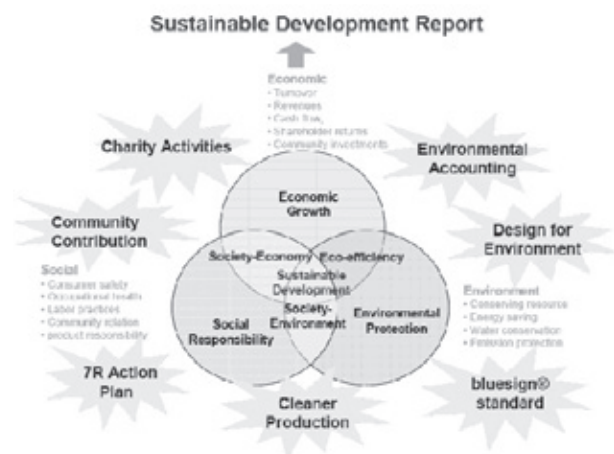 Sustainable Development Report
Economic
• Turnover
• Revenues
• Cash flow,
• Shareholder returns
• Community investments
Charity Activities
Environmental
Accounting
Economic
Growth
Community
Contribution
Design for
Environment
Society-Economy
Eco-efficiency
Sustainable
Development
Social
• Consumer safety
• Occupational health
• Labor practices
• Community relation
• product responsibility
Society-
Environment
Social
Responsibility
Environmental
Protection
Environment
• Conserving resource
• Energy saving
• Water conservation
• Emission protection
7R Action
Plan
Cleaner
Production
bluesign®
standard